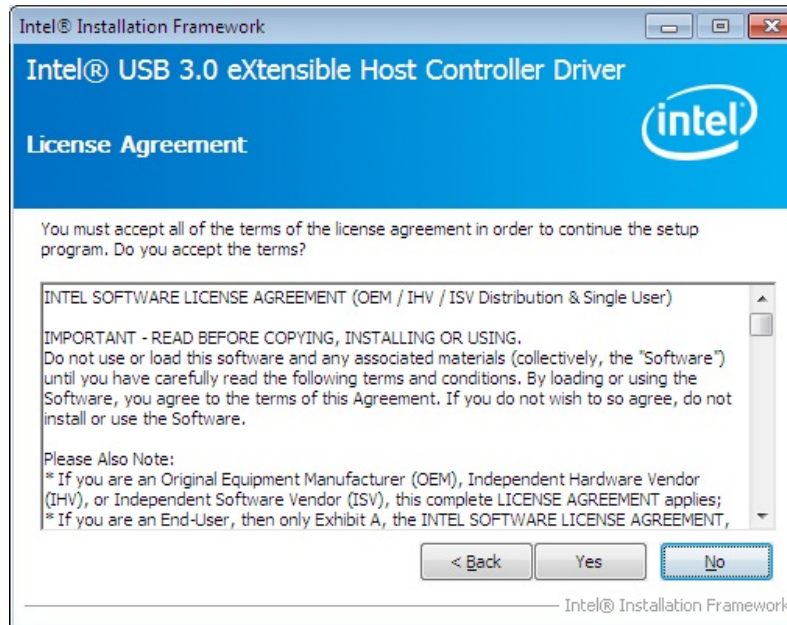 Intel® Installation Framework
Intel® USB 3.0 eXtensible Host Controller Driver
intel
License Agreement
You must accept all of the terms of the license agreement in order to continue the setup
program. Do you accept the terms?
INTEL SOFTWARE LICENSE AGREEMENT (OEM / IHV / ISV Distribution & Single User)
IMPORTANT - READ BEFORE COPYING, INSTALLING OR USING.
Do not use or load this software and any associated materials (collectively, the "Software")
until you have carefully read the following terms and conditions. By loading or using the
Software, you agree to the terms of this Agreement. If you do not wish to so agree, do not
install or use the Software.
Please Also Note:
* If you are an Original Equipment Manufacturer (OEM), Independent Hardware Vendor
(IHV), or Independent Software Vendor (ISV), this complete LICENSE AGREEMENT applies;
* If you are an End-User, then only Exhibit A, the INTEL SOFTWARE LICENSE AGREEMENT,
< Back
Yes
No
Intel® Installation Framework